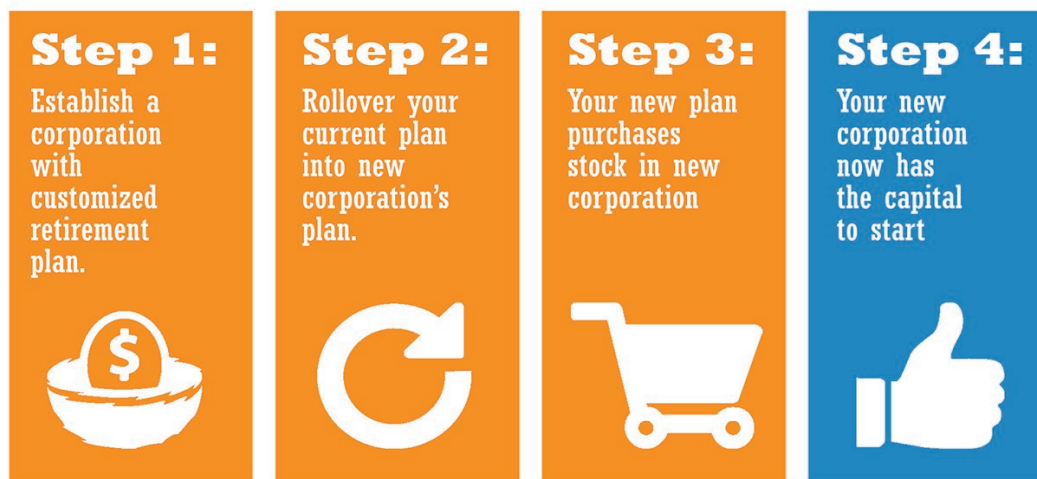 Step 1:
Establish a
corporation
with
customized
retirement
plan.
$
Step 2:
Rollover your
current plan
into new
corporation's
plan.
Step 3:
Your new plan
purchases
stock in new
corporation
Step 4:
Your new
corporation
now has
the capital
to start